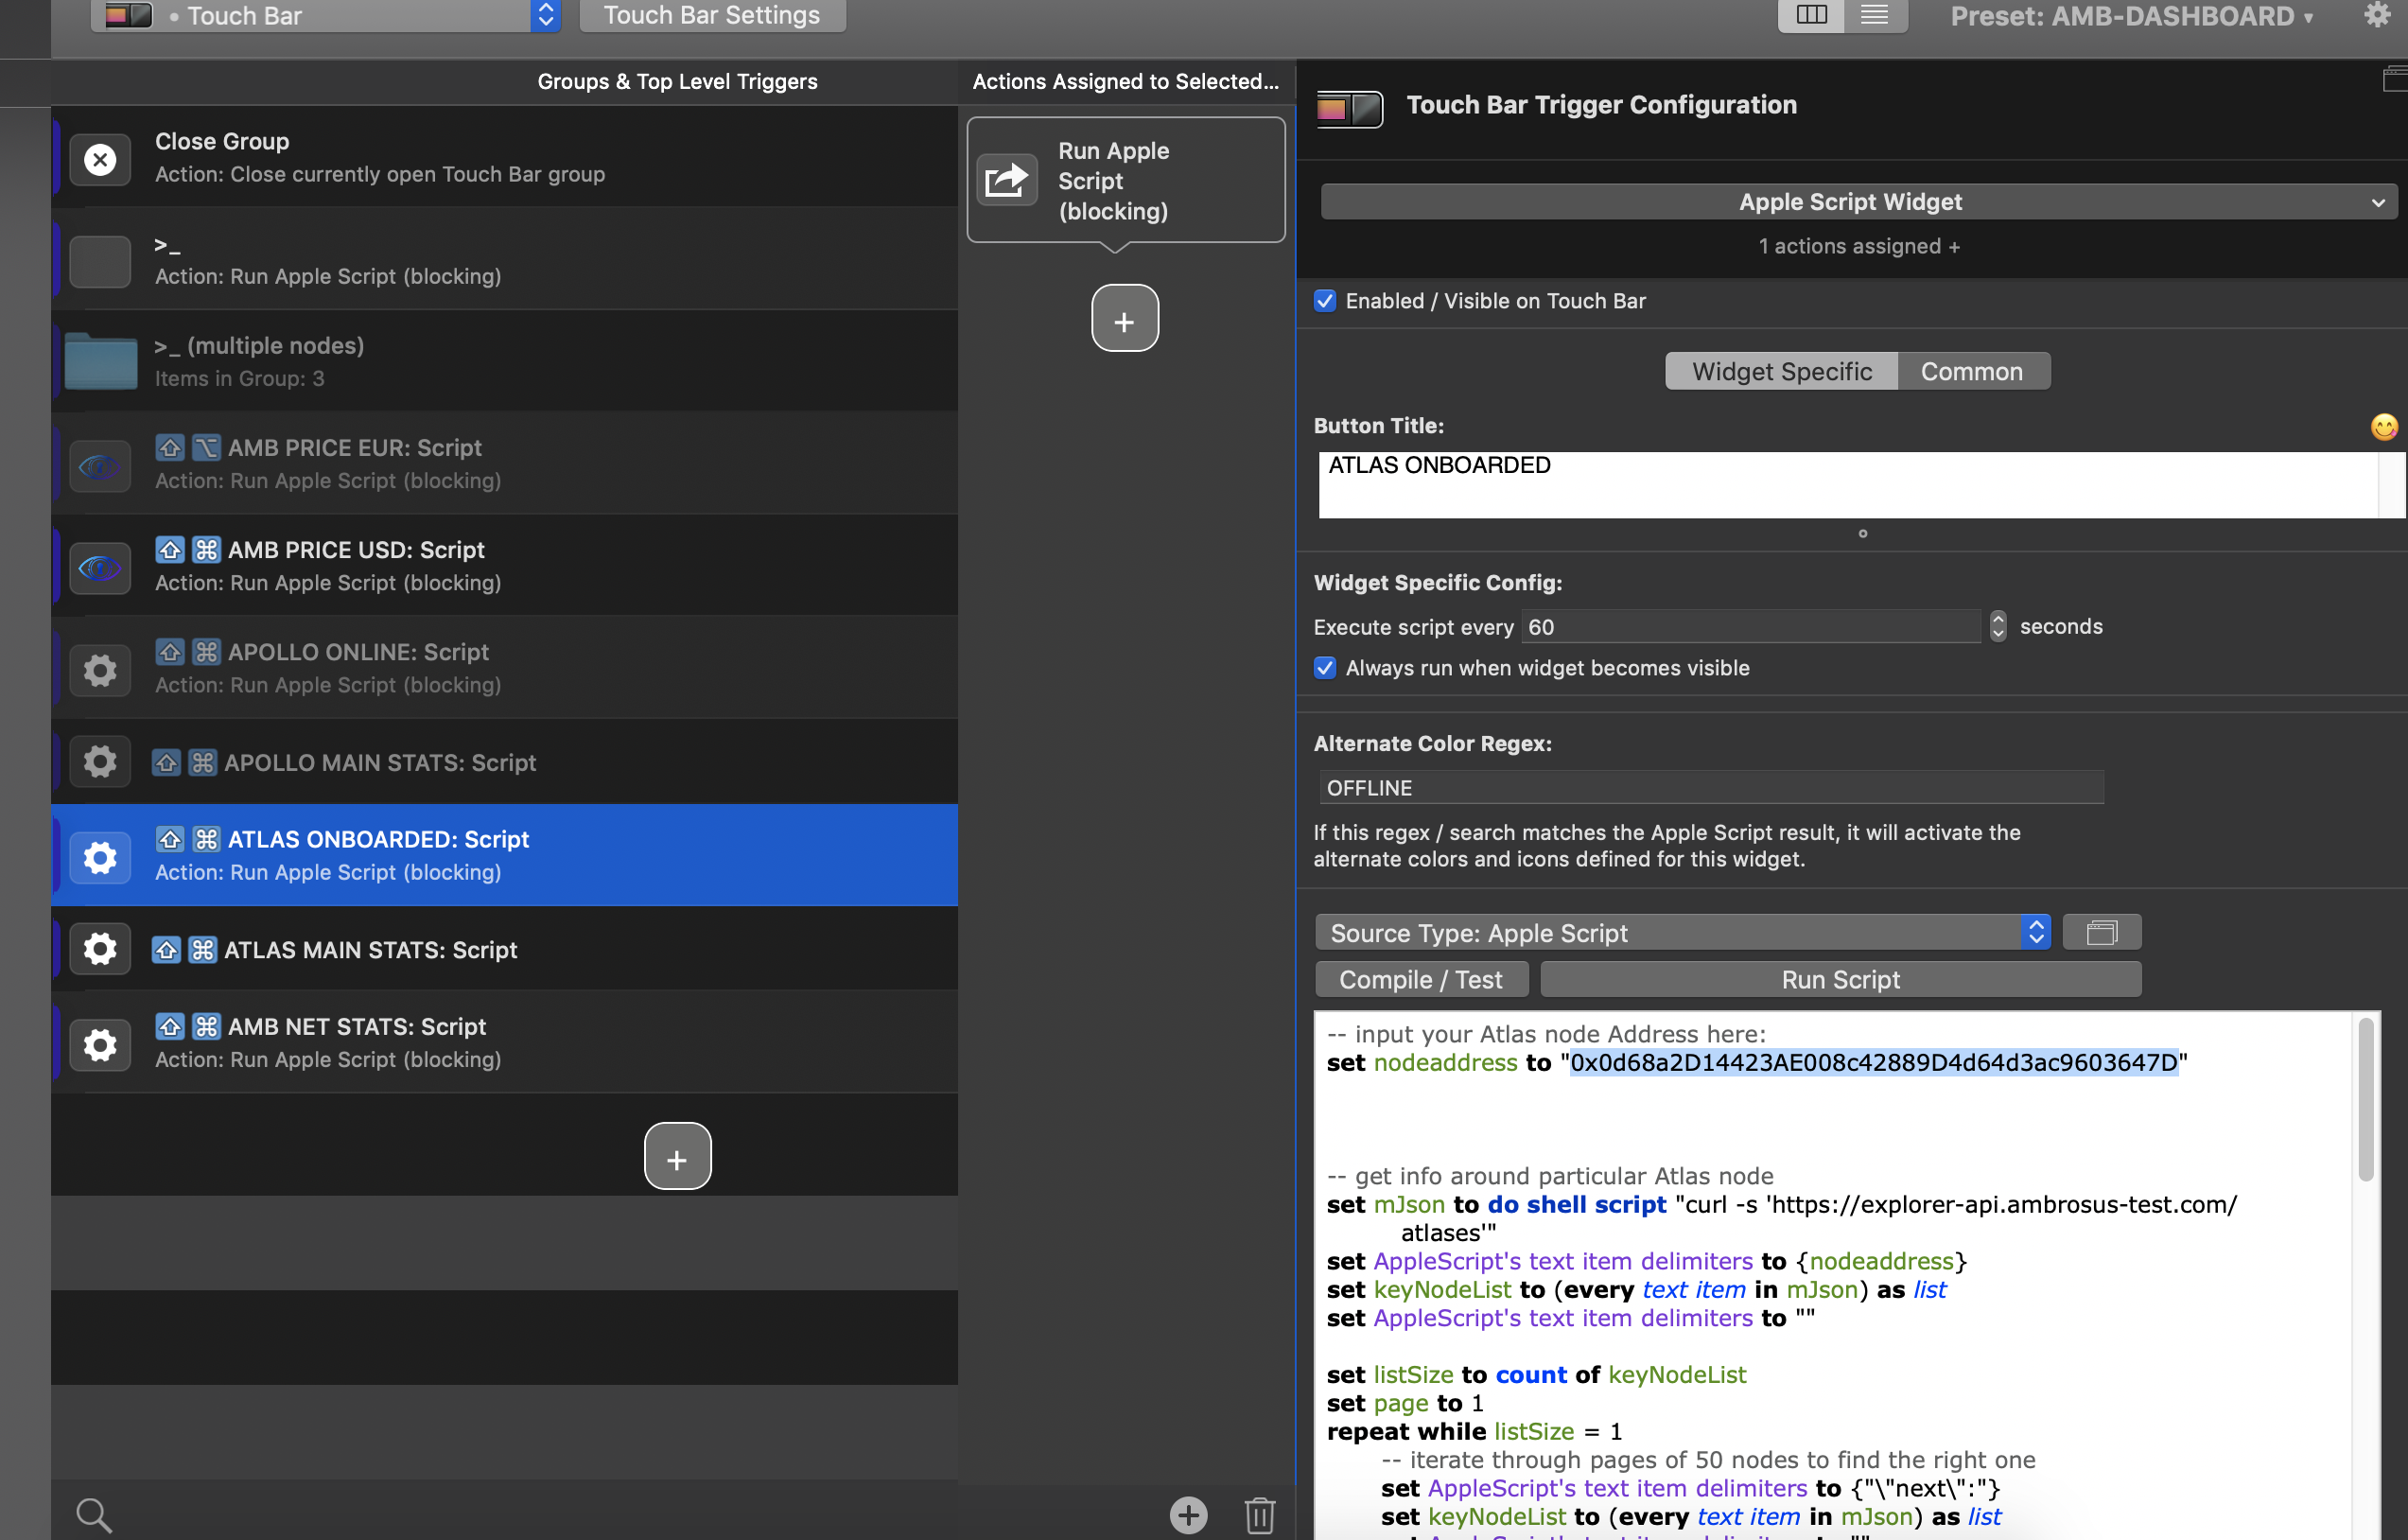 • Touch Bar
Touch Bar Settings
Preset: AMB-DASHBOARD ▾
Groups & Top Level Triggers
Close Group
Action: Close currently open Touch Bar group
>_
Action: Run Apple Script (blocking)
>_ (multiple nodes)
Items in Group: 3
AMB PRICE EUR: Script
Action: Run Apple Script (blocking)
AMB PRICE USD: Script
Action: Run Apple Script (blocking)
APOLLO ONLINE: Script
Action: Run Apple Script (blocking)
APOLLO MAIN STATS: Script
ATLAS ONBOARDED: Script
Action: Run Apple Script (blocking)
ATLAS MAIN STATS: Script
AMB NET STATS: Script
Action: Run Apple Script (blocking)
Actions Assigned to Selected...
Run Apple
Script
(blocking)
Touch Bar Trigger Configuration
Apple Script Widget
1 actions assigned +
Enabled / Visible on Touch Bar
Widget Specific
Common
Button Title:
ATLAS ONBOARDED
Widget Specific Config:
Execute script every 60 seconds
Always run when widget becomes visible
Alternate Color Regex:
OFFLINE
If this regex / search matches the Apple Script result, it will activate the
alternate colors and icons defined for this widget.
Source Type: Apple Script
Compile / Test
Run Script
-- input your Atlas node Address here:
set nodeaddress to "0x0d68a2D14423AE008c42889D4d64d3ac9603647D"
-- get info around particular Atlas node
set mJson to do shell script "curl -s 'https://explorer-api.ambrosus-test.com/
atlases'"
set AppleScript's text item delimiters to {nodeaddress}
set keyNodeList to (every text item in mJson) as list
set AppleScript's text item delimiters to ""
set listSize to count of keyNodeList
set page to 1
repeat while listSize = 1
-- iterate through pages of 50 nodes to find the right one
set AppleScript's text item delimiters to {"\"next\":"}
set keyNodeList to (every text item in mJson) as list